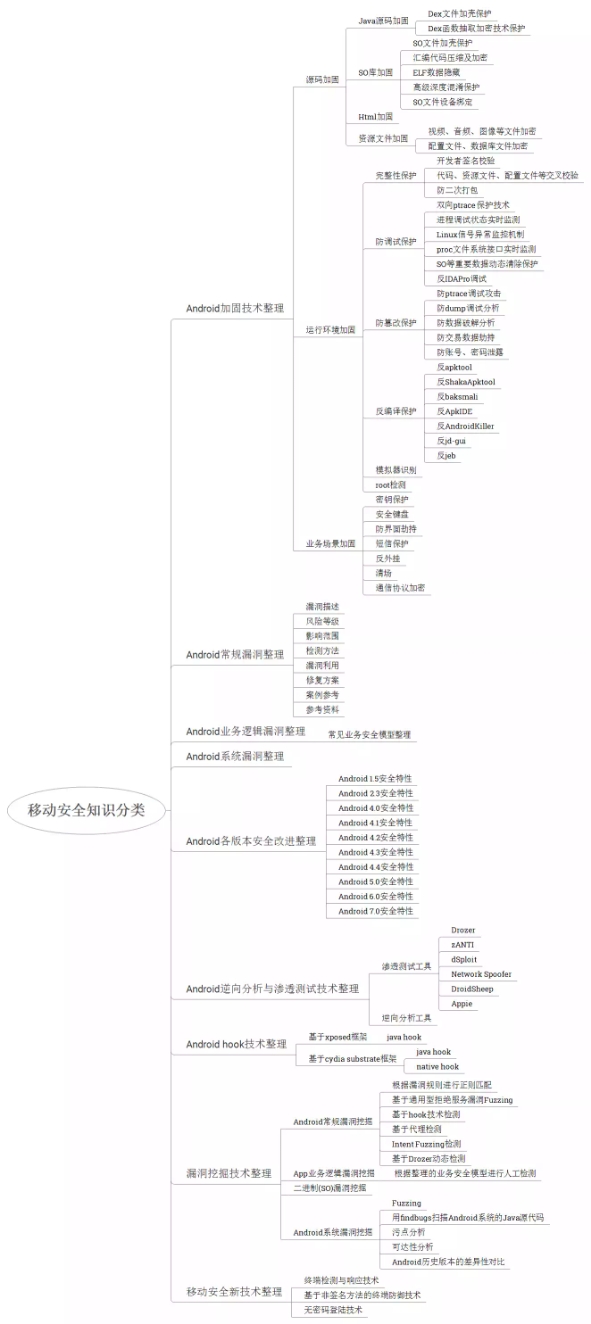 移动安全知识分类
Android加固技术整理
源码加固
Java源码加固
Dex文件加壳保护
Dex函数抽取加密技术保护
SO库加固
SO文件加壳保护
汇编代码压缩及加密
ELF数据隐藏
高级深度混淆保护
SO文件设备绑定
Html加固
资源文件加固
视频、音频、图像等文件加密
配置文件、数据库文件加密
运行环境加固
完整性保护
开发者签名校验
代码、资源文件、配置文件等交叉校验
防二次打包
防调试保护
双向ptrace保护技术
进程调试状态实时监测
Linux信号异常监控机制
proc文件系统接口实时监测
SO等重要数据动态清除保护
反IDAPro调试
防篡改保护
防ptrace调试攻击
防dump调试分析
防数据破解分析
防交易数据劫持
防账号、密码泄露
反编译保护
反apktool
反ShakaApktool
反baksmali
反ApkIDE
反AndroidKiller
反jd-gui
反jeb
模拟器识别
root检测
业务场景加固
密钥保护
安全键盘
防界面劫持
短信保护
反外挂
清场
通信协议加密
Android常规漏洞整理
漏洞描述
风险等级
影响范围
检测方法
漏洞利用
修复方案
案例参考
参考资料
Android业务逻辑漏洞整理
常见业务安全模型整理
Android系统漏洞整理
Android各版本安全改进整理
Android 1.5安全特性
Android 2.3安全特性
Android 4.0安全特性
Android 4.1安全特性
Android 4.2安全特性
Android 4.3安全特性
Android 4.4安全特性
Android 5.0安全特性
Android 6.0安全特性
Android 7.0安全特性
Android逆向分析与渗透测试技术整理
渗透测试工具
Drozer
zANTI
dSploit
Network Spoofer
DroidSheep
Appie
逆向分析工具
Android hook技术整理
基于xposed框架
java hook
基于cydia substrate框架
java hook
native hook
漏洞挖掘技术整理
Android常规漏洞挖掘
根据漏洞规则进行正则匹配
基于通用型拒绝服务漏洞Fuzzing
基于hook技术检测
基于代理检测
Intent Fuzzing检测
基于Drozer动态检测
App业务逻辑漏洞挖掘
根据整理的业务安全模型进行人工检测
二进制(SO)漏洞挖掘
Android系统漏洞挖掘
Fuzzing
用findbugs扫描Android系统的Java源代码
污点分析
可达性分析
Android历史版本的差异性对比
移动安全新技术整理
终端检测与响应技术
基于非签名方法的终端防御技术
无密码登陆技术